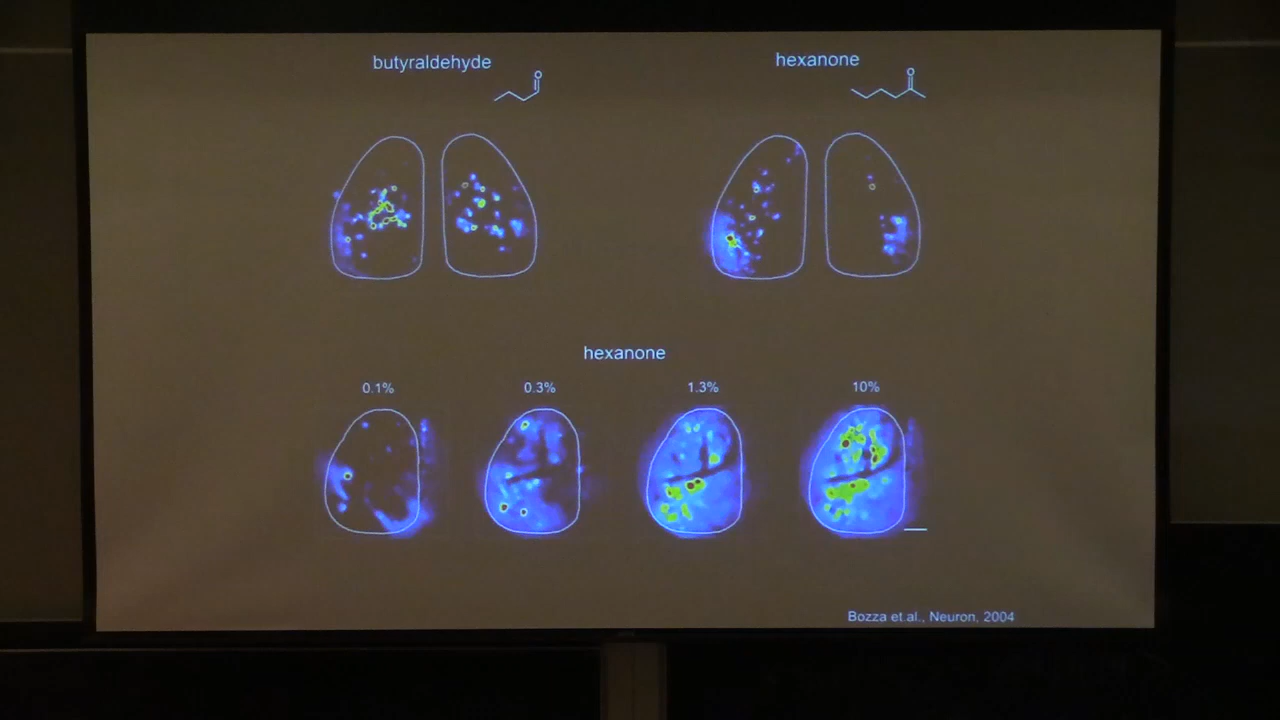 butyraldehyde
hexanone
O
O
hexanone
0.1%
0.3%
1.3%
10%
Bozza et.al., Neuron, 2004